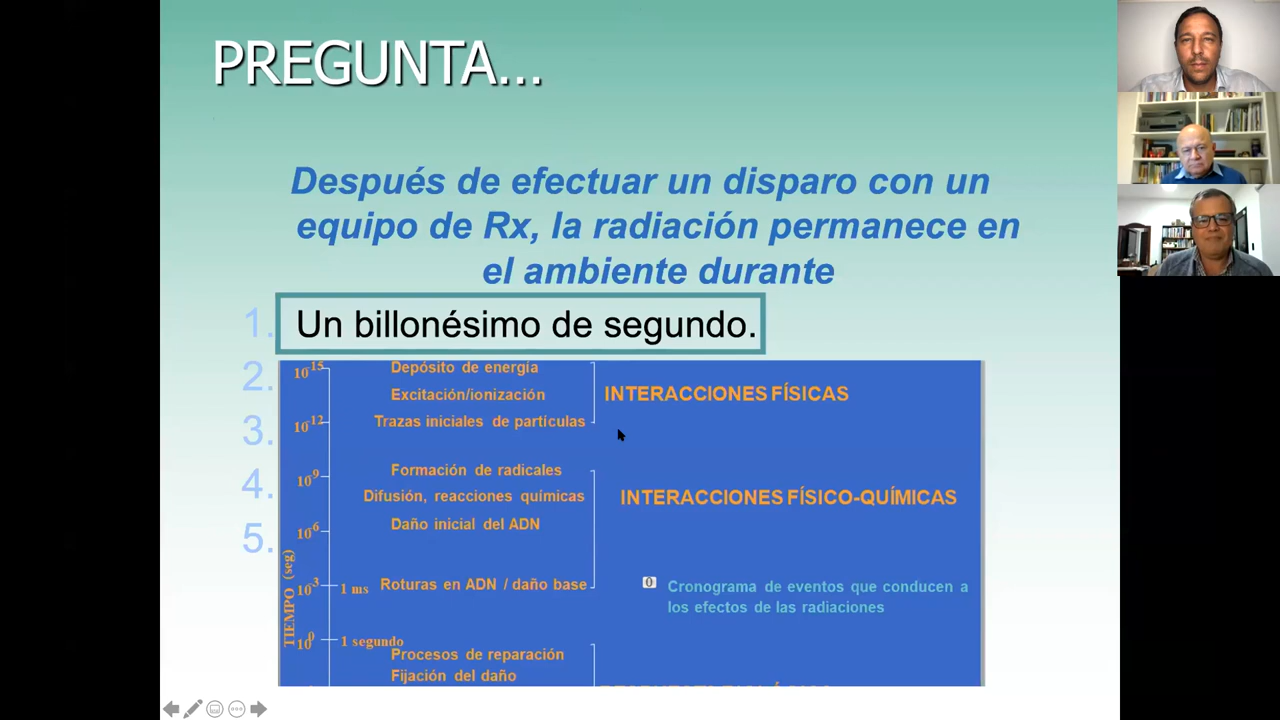 PREGUNTA...
Después de efectuar un disparo con un
equipo de Rx, la radiación permanece en
el ambiente durante
1. Un billonésimo de segundo.
2.
3.
4.
5.
10-15 Depósito de energía
Excitación/ionización INTERACCIONES FÍSICAS
10-12 Trazas iniciales de partículas
Formación de radicales
10-9
Difusión, reacciones químicas INTERACCIONES FÍSICO-QUÍMICAS
Daño inicial del ADN
10-6
10-3 1 ms Roturas en ADN / daño base
0 Cronograma de eventos que conducen a
los efectos de las radiaciones
TIEMPO (seg)
10 0 1 segundo
Procesos de reparación
Fijación del daño